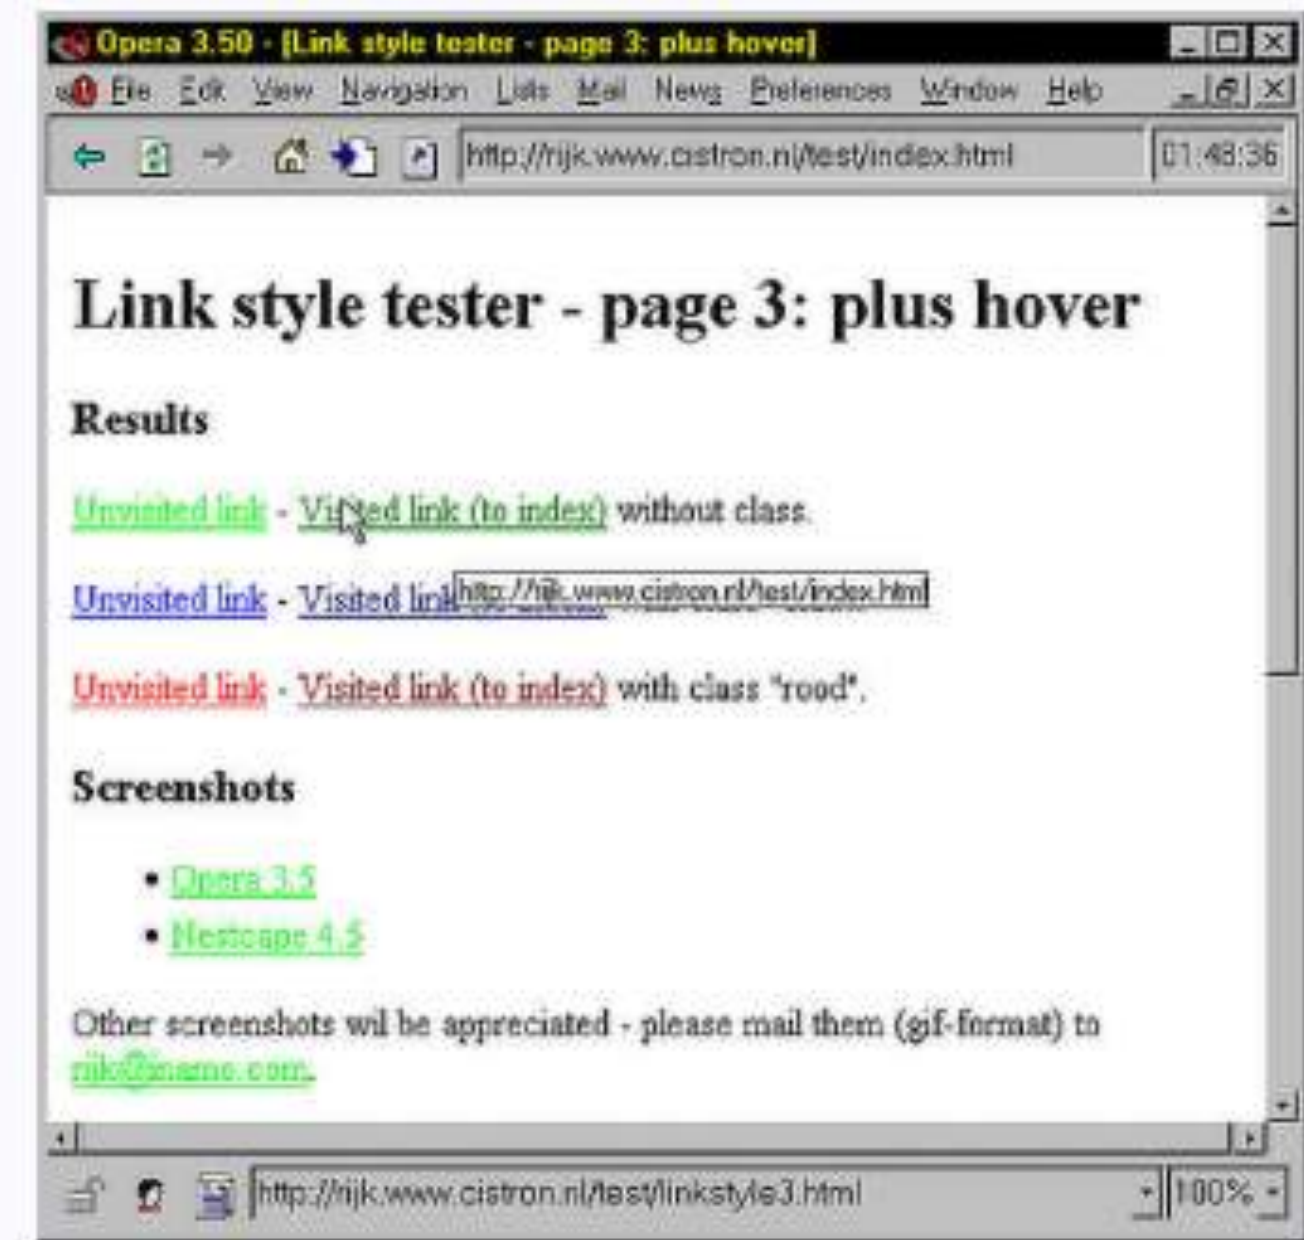 Opera 3.50 - [Link style tester - page 3: plus hover]
File Edit View Navigation Lists Mail News Preferences Window Help
http://rijk.www.cistron.nl/test/index.html 01:48:36
Link style tester - page 3: plus hover
Results
Unvisited link - Visited link (to index) without class.
Unvisited link - Visited link
http://rijk.www.cistron.nl/test/index.html
Unvisited link - Visited link (to index) with class "rood".
Screenshots
• Opera 3.5
• Nestcape 4.5
Other screenshots wil be appreciated - please mail them (gif-format) to
rijk@iname.com.
http://rijk.www.cistron.nl/test/linkstyle3.html 100%